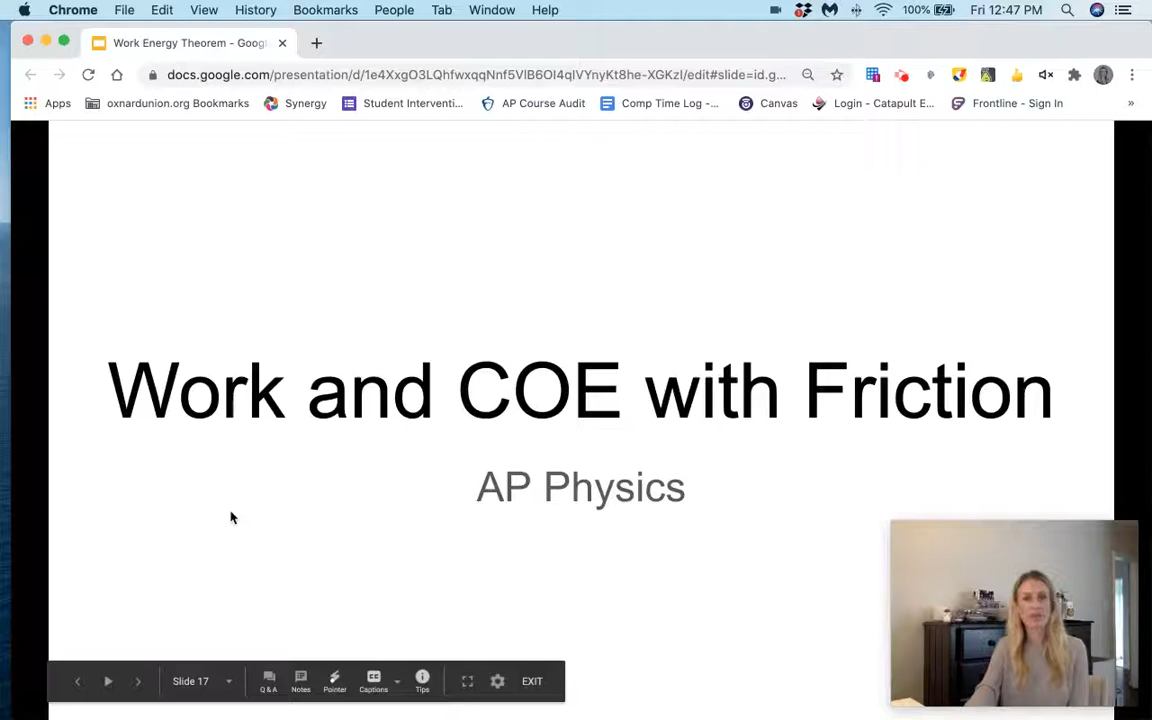 Chrome File Edit View History Bookmarks People Tab Window Help 100% Fri 12:47 PM
Work Energy Theorem - Goog
docs.google.com/presentation/d/1e4XxgO3LQhfwxqqNnf5VlB6OI4qIVYnyKt8he-XGKzI/edit#slide=id.g...
Apps oxnardunion.org Bookmarks Synergy Student Interventi... AP Course Audit Comp Time Log -... Canvas Login - Catapult E... Frontline - Sign In »
Work and COE with Friction
AP Physics
Slide 17 Q & A Notes Pointer Captions Tips EXIT